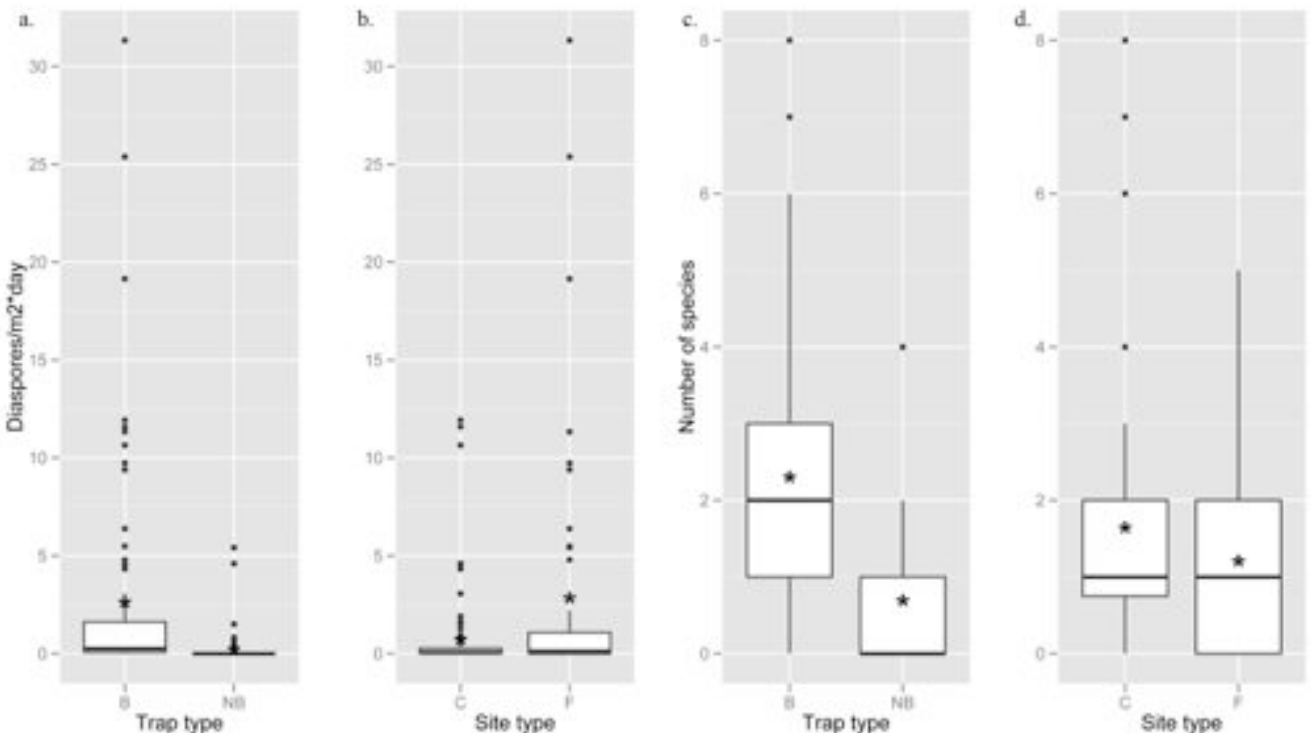 a.
b.
c.
d.
Diaspores/m2*day
30
25
20
15
10
5
0
B
NB
Trap type
30
25
20
15
10
5
0
C
F
Site type
Number of species
8
6
4
2
0
B
NB
Trap type
8
6
4
2
0
C
F
Site type